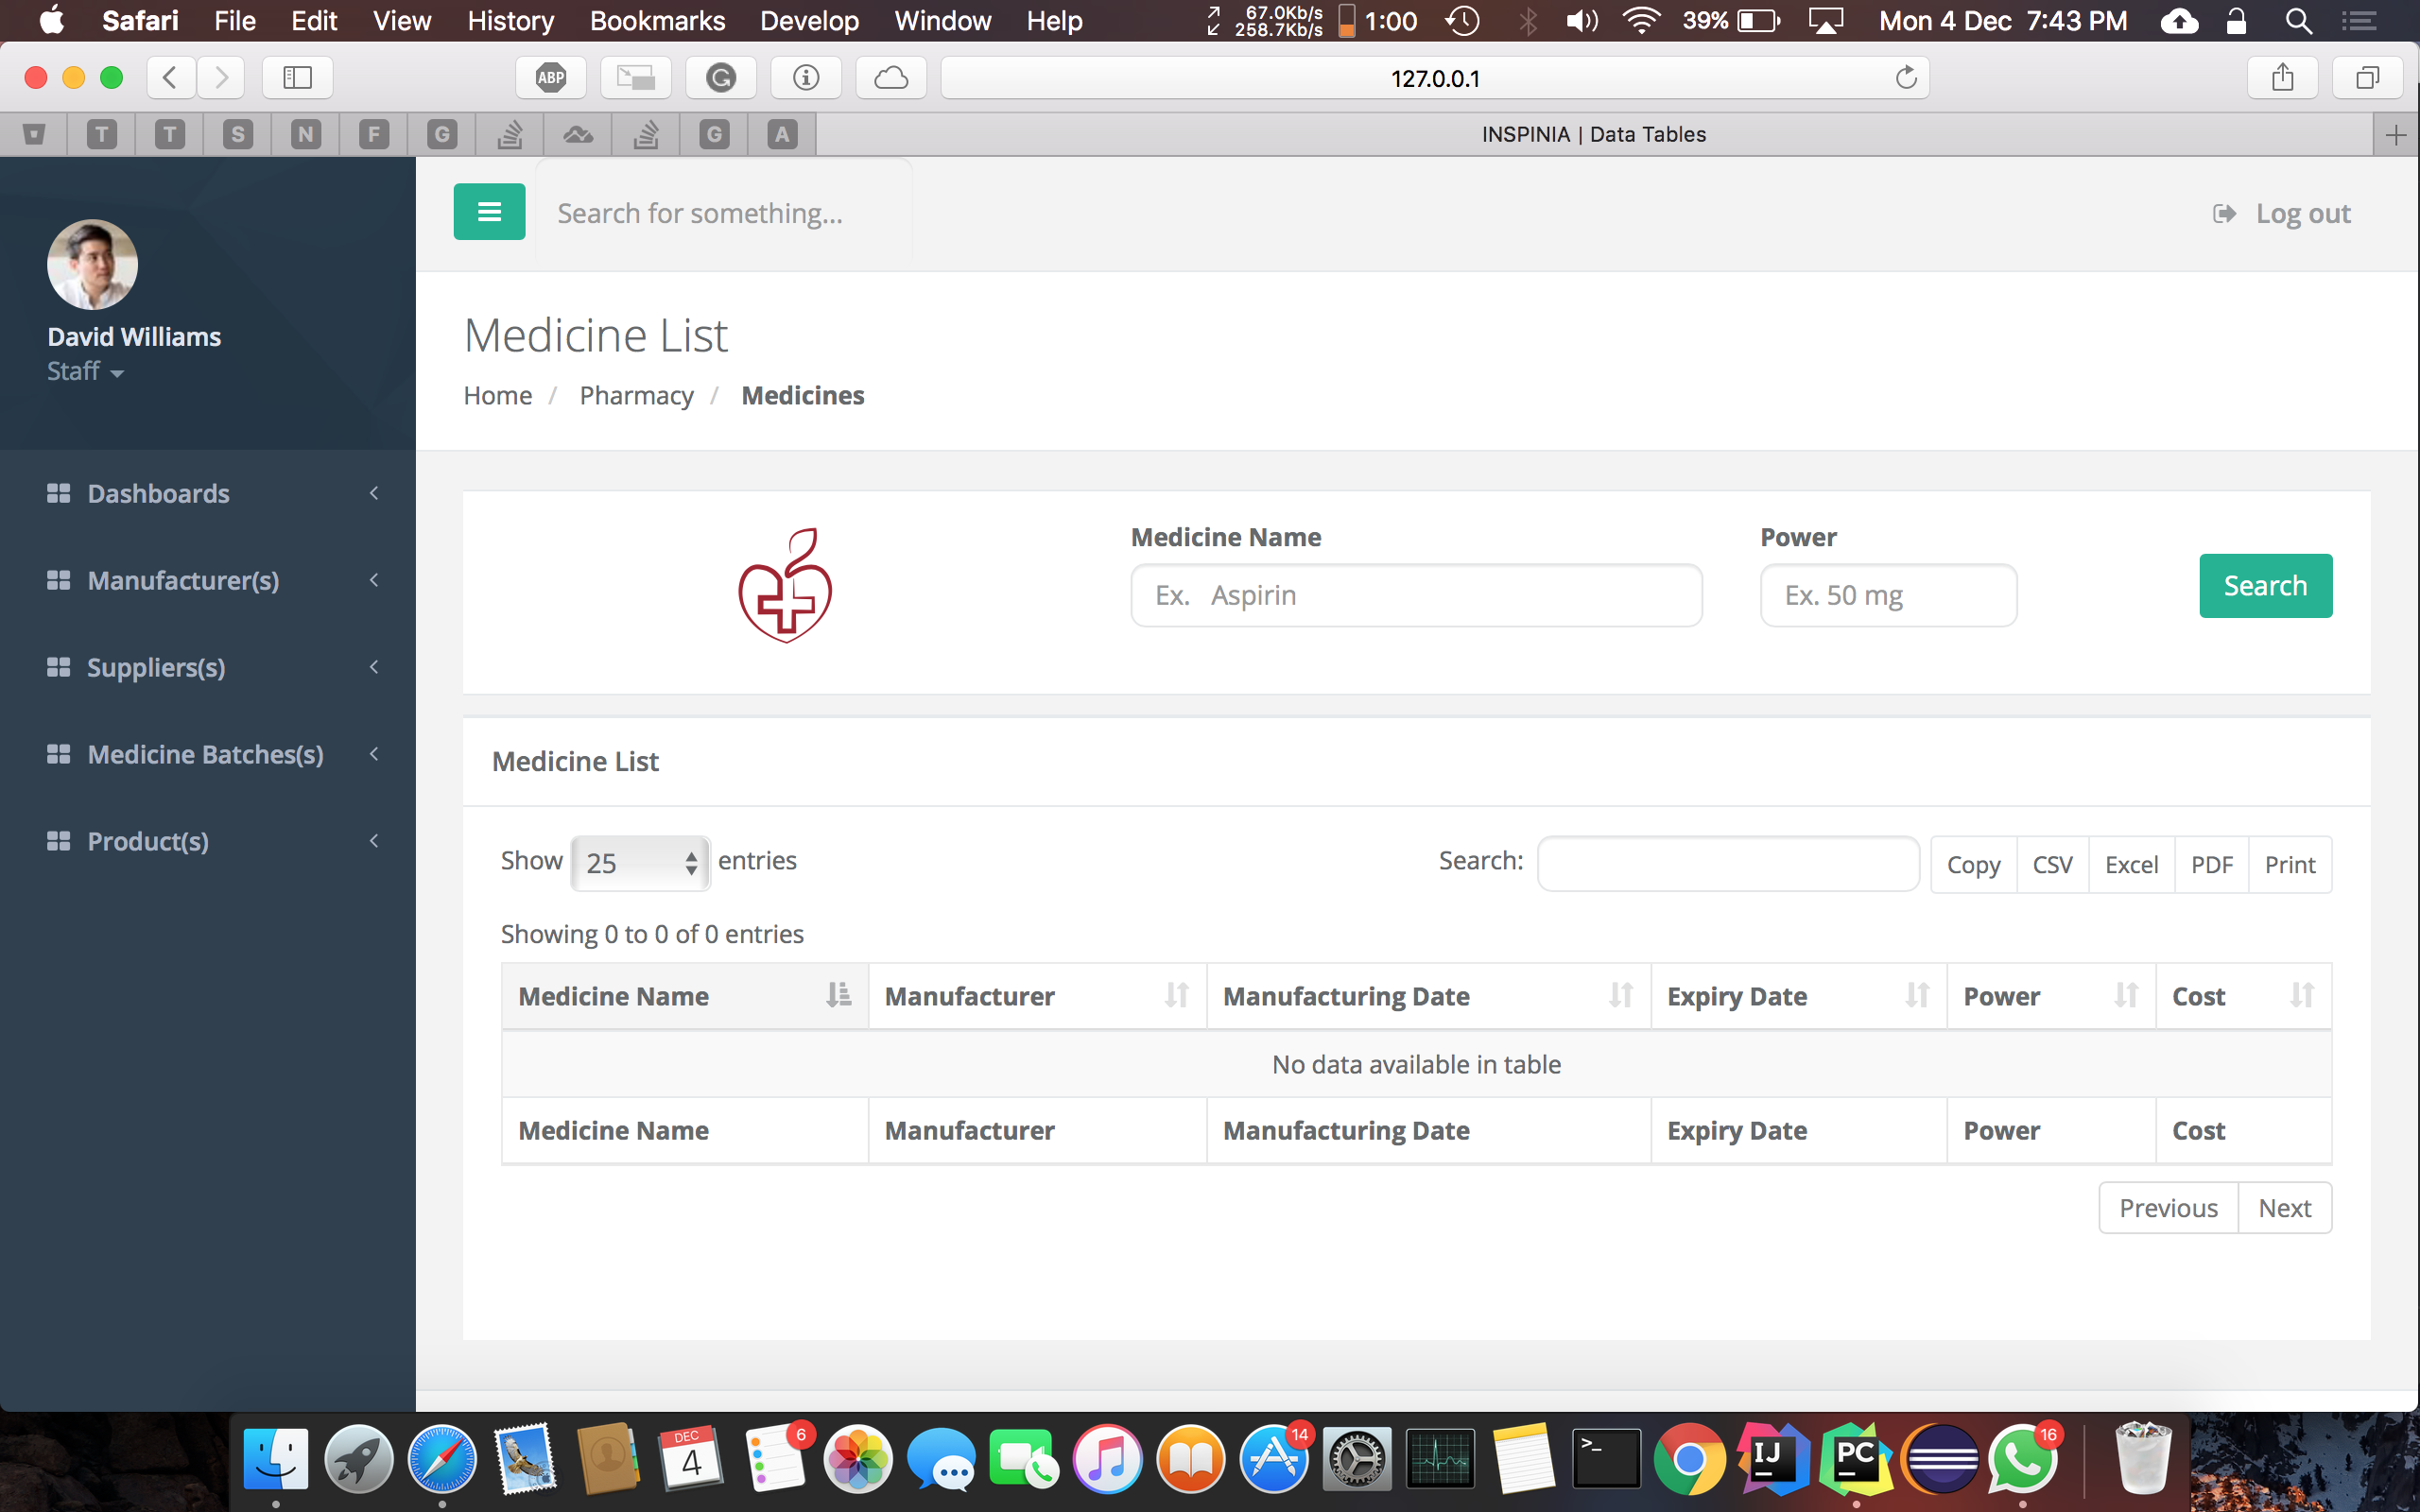 Safari File Edit View History Bookmarks Develop Window Help 67.0Kb/s 258.7Kb/s 1:00 39% Mon 4 Dec 7:43 PM
ABP 127.0.0.1
T T S N F G G A INSPINIA | Data Tables
Search for something...
Log out
David Williams
Staff
Dashboards
Manufacturer(s)
Suppliers(s)
Medicine Batches(s)
Product(s)
Medicine List
Home / Pharmacy / Medicines
Medicine Name Power
Ex. Aspirin Ex. 50 mg Search
Medicine List
Show 25 entries Search: Copy CSV Excel PDF Print
Showing 0 to 0 of 0 entries
Medicine Name Manufacturer Manufacturing Date Expiry Date Power Cost
No data available in table
Medicine Name Manufacturer Manufacturing Date Expiry Date Power Cost
Previous Next
DEC 4 6 14 >_ IJ PC 16